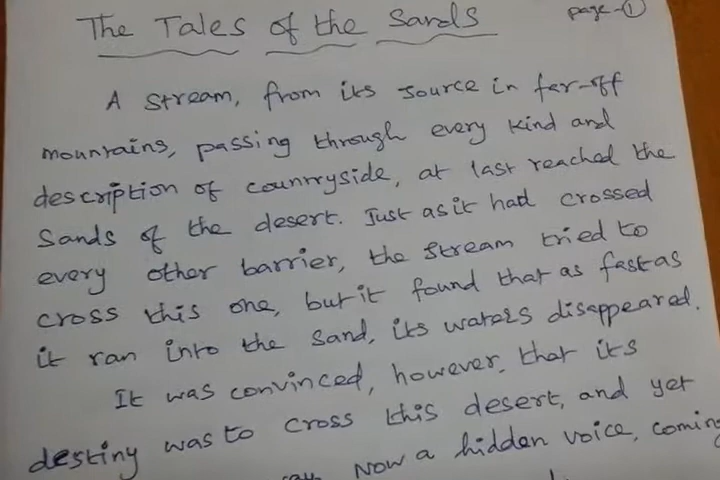 The Tales of the Sands
page-①
A stream, from its source in far-off
mountains, passing through every kind and
description of countryside, at last reached the
Sands of the desert. Just as it had crossed
every other barrier, the stream tried to
cross this one, but it found that as fast as
it ran into the sand, its waters disappeared.
It was convinced, however, that its
destiny was to cross this desert, and yet
Now a hidden voice, coming